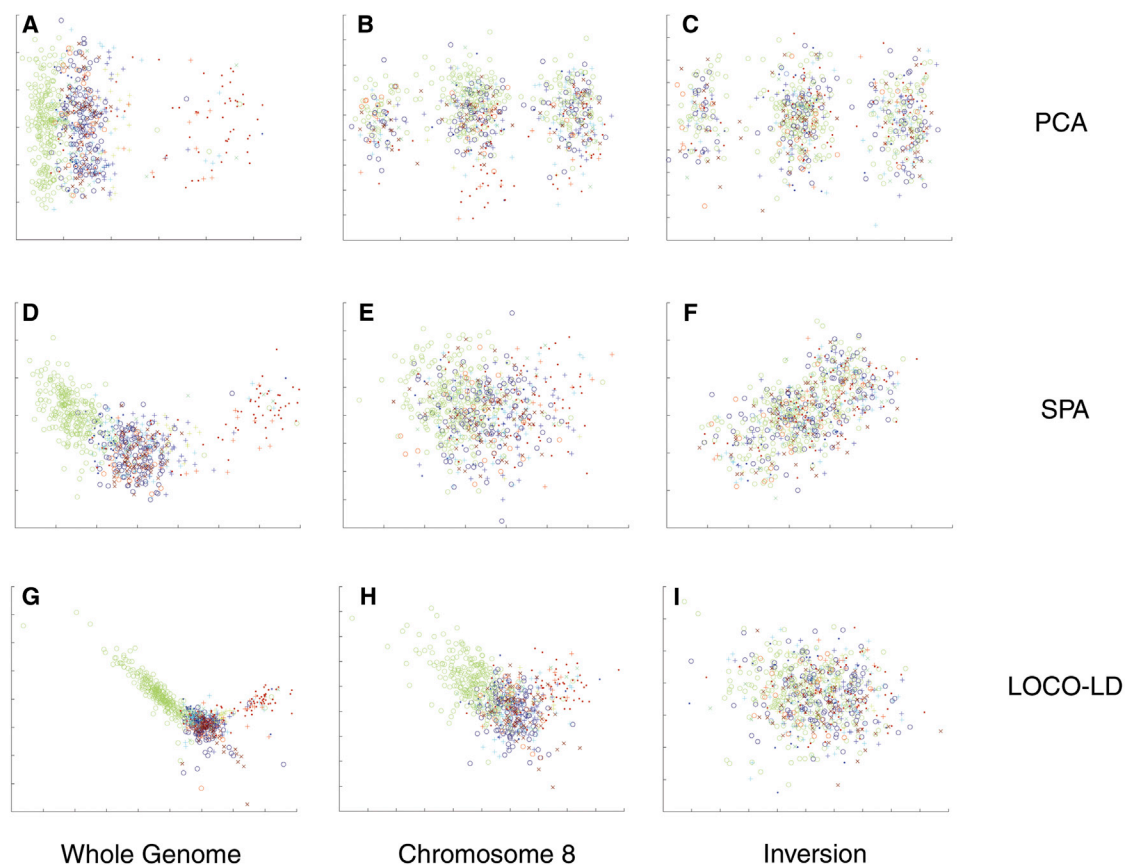 A B C
PCA
D E F
SPA
G H I
LOCO-LD
Whole Genome Chromosome 8 Inversion